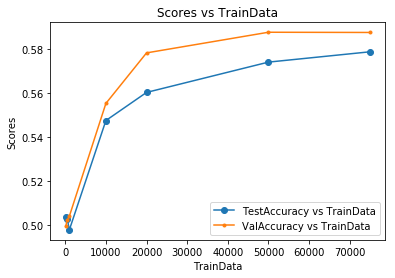 Scores vs TrainData
0.58
0.56
0.54
0.52
0.50
Scores
TestAccuracy vs TrainData
ValAccuracy vs TrainData
0 10000 20000 30000 40000 50000 60000 70000
TrainData